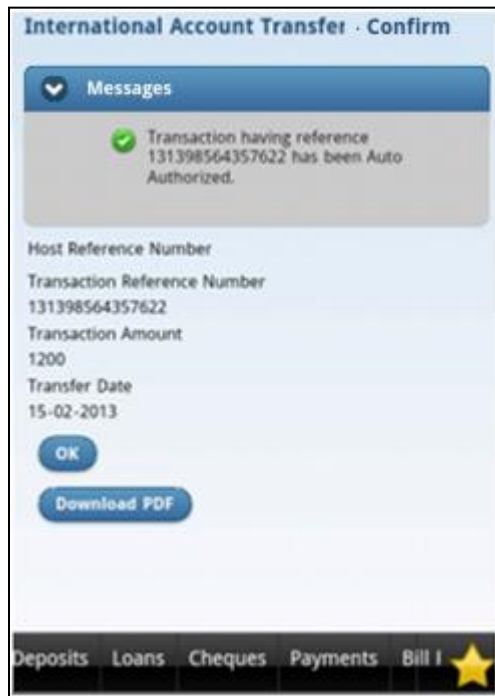 International Account Transfer - Confirm
Messages
Transaction having reference
131398564357622 has been Auto
Authorized.
Host Reference Number
Transaction Reference Number
131398564357622
Transaction Amount
1200
Transfer Date
15-02-2013
OK
Download PDF
Deposits Loans Cheques Payments Bill